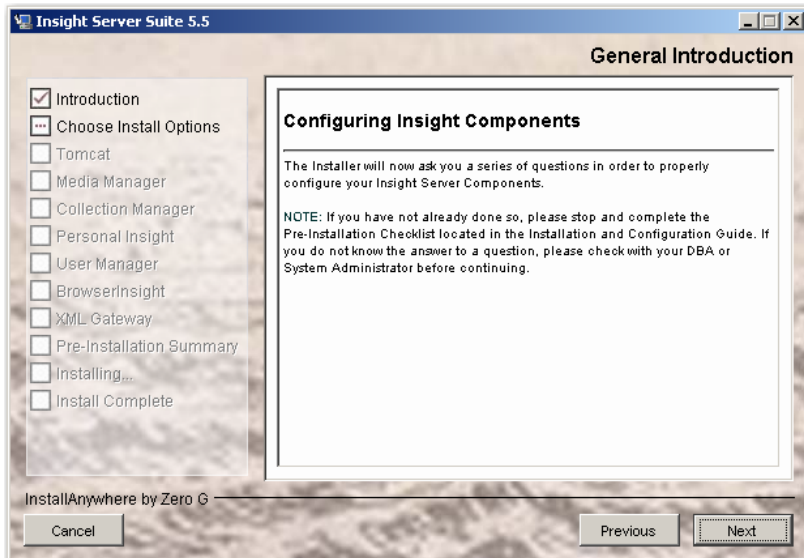 Insight Server Suite 5.5
General Introduction
Introduction
Choose Install Options
Tomcat
Media Manager
Collection Manager
Personal Insight
User Manager
BrowserInsight
XML Gateway
Pre-Installation Summary
Installing...
Install Complete
Configuring Insight Components
The Installer will now ask you a series of questions in order to properly
configure your Insight Server Components.
NOTE: If you have not already done so, please stop and complete the
Pre-Installation Checklist located in the Installation and Configuration Guide. If
you do not know the answer to a question, please check with your DBA or
System Administrator before continuing.
InstallAnywhere by Zero G
Cancel
Previous
Next